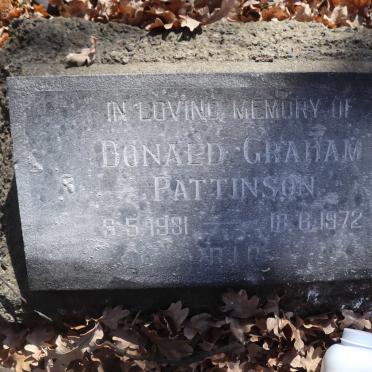 IN LOVING MEMORY OF
DONALD GRAHAM
PATTINSON
8.5.1931 — 18.6.1972
R.I.P.